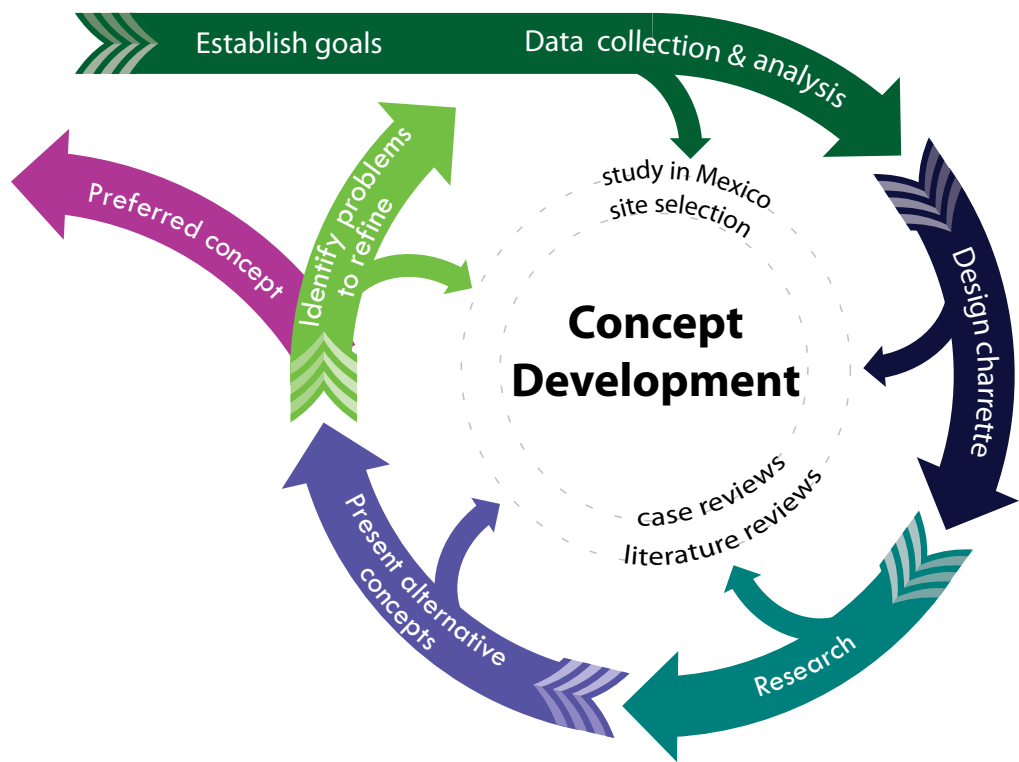 Establish goals
Data collection & analysis
study in Mexico
site selection
Design charrette
Concept
Development
case reviews
literature reviews
Research
Present alternative
concepts
Identify problems
to refine
Preferred concept